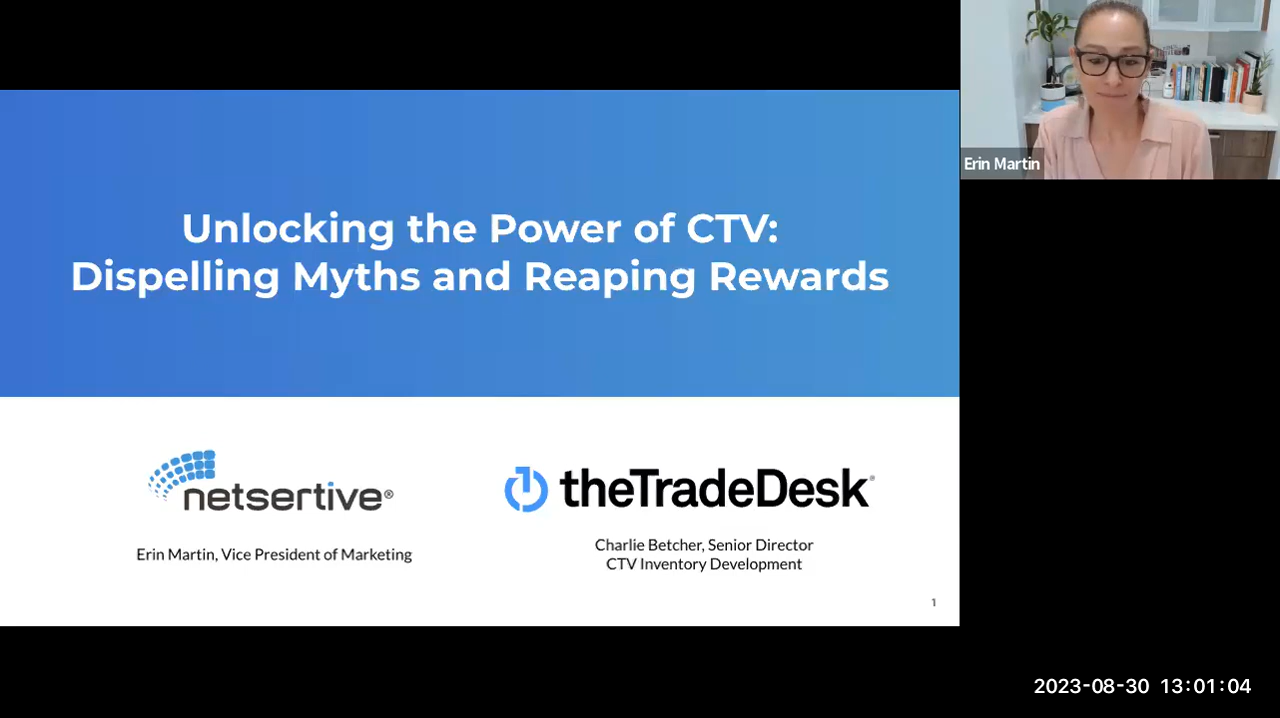 Unlocking the Power of CTV:
Dispelling Myths and Reaping Rewards
netsertive®
Erin Martin, Vice President of Marketing
theTradeDesk®
Charlie Betcher, Senior Director
CTV Inventory Development
1
Erin Martin
2023-08-30 13:01:04